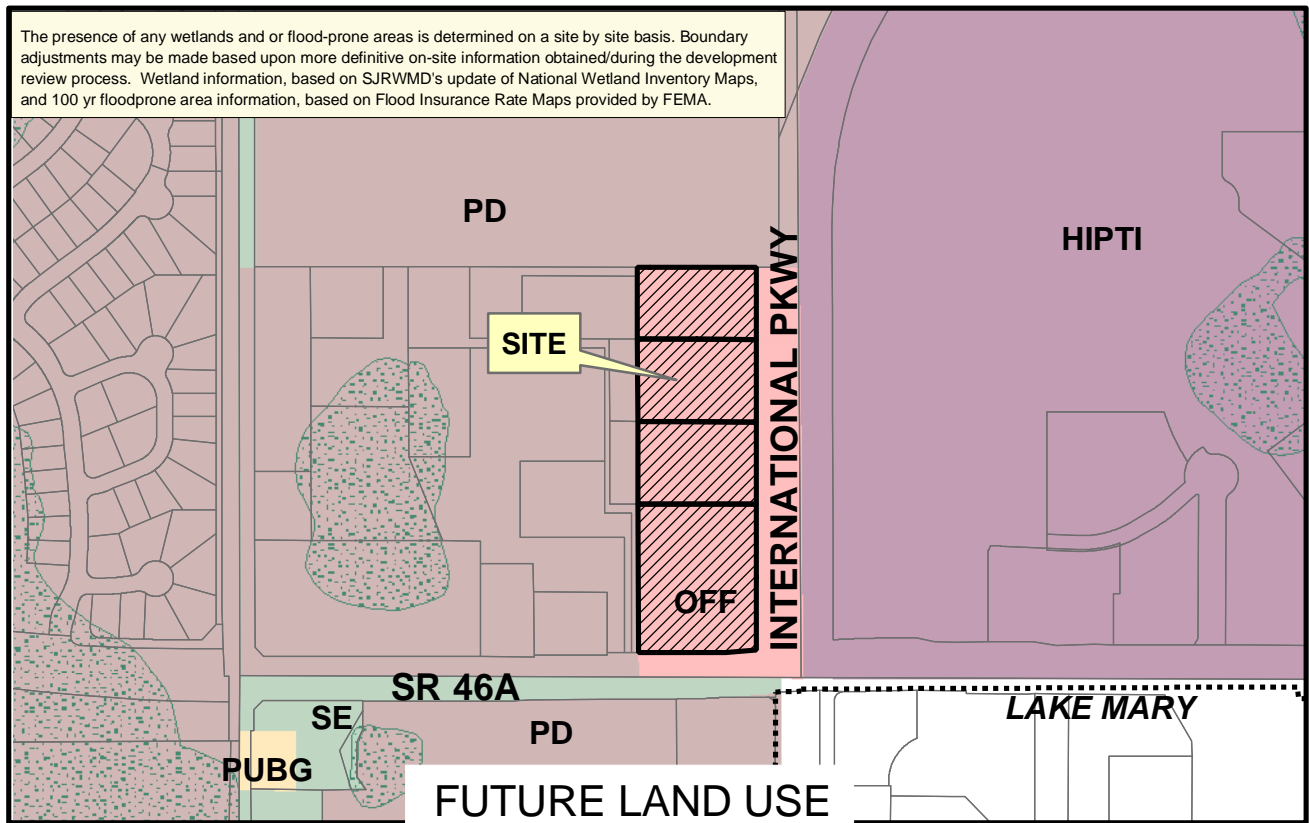 The presence of any wetlands and or flood-prone areas is determined on a site by site basis. Boundary
adjustments may be made based upon more definitive on-site information obtained/during the development
review process.  Wetland information, based on SJRWMD's update of National Wetland Inventory Maps,
and 100 yr floodprone area information, based on Flood Insurance Rate Maps provided by FEMA.
PD
HIPTI
INTERNATIONAL PKWY
SITE
OFF
SR 46A
SE
LAKE MARY
PD
PUBG
FUTURE LAND USE